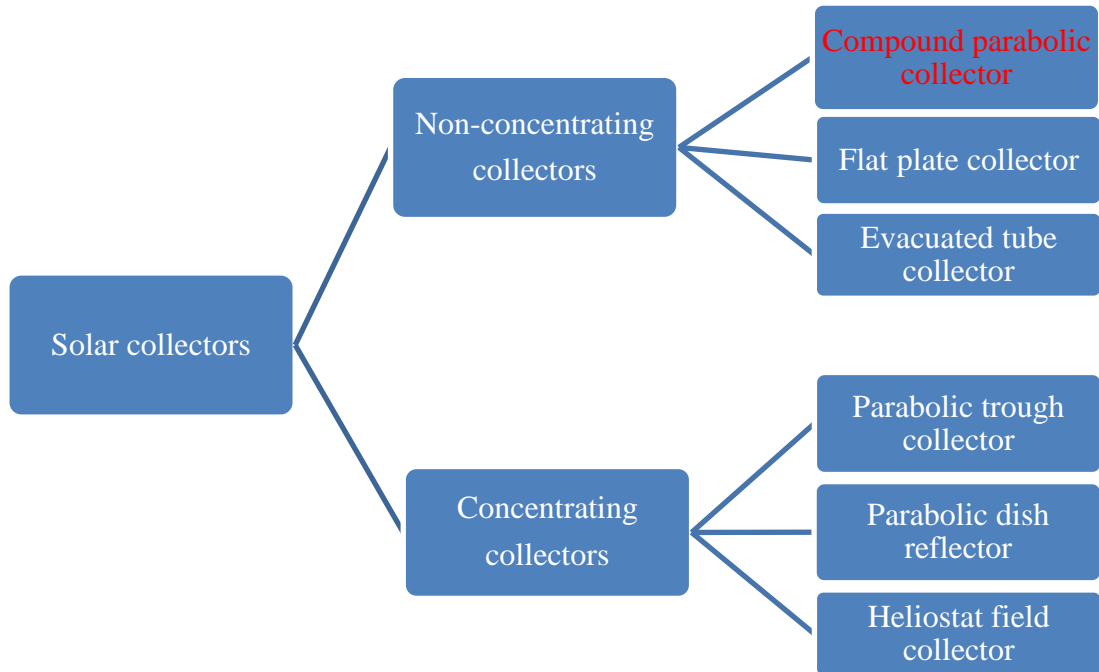 Solar collectors
Non-concentrating
collectors
Compound parabolic
collector
Flat plate collector
Evacuated tube
collector
Concentrating
collectors
Parabolic trough
collector
Parabolic dish
reflector
Heliostat field
collector